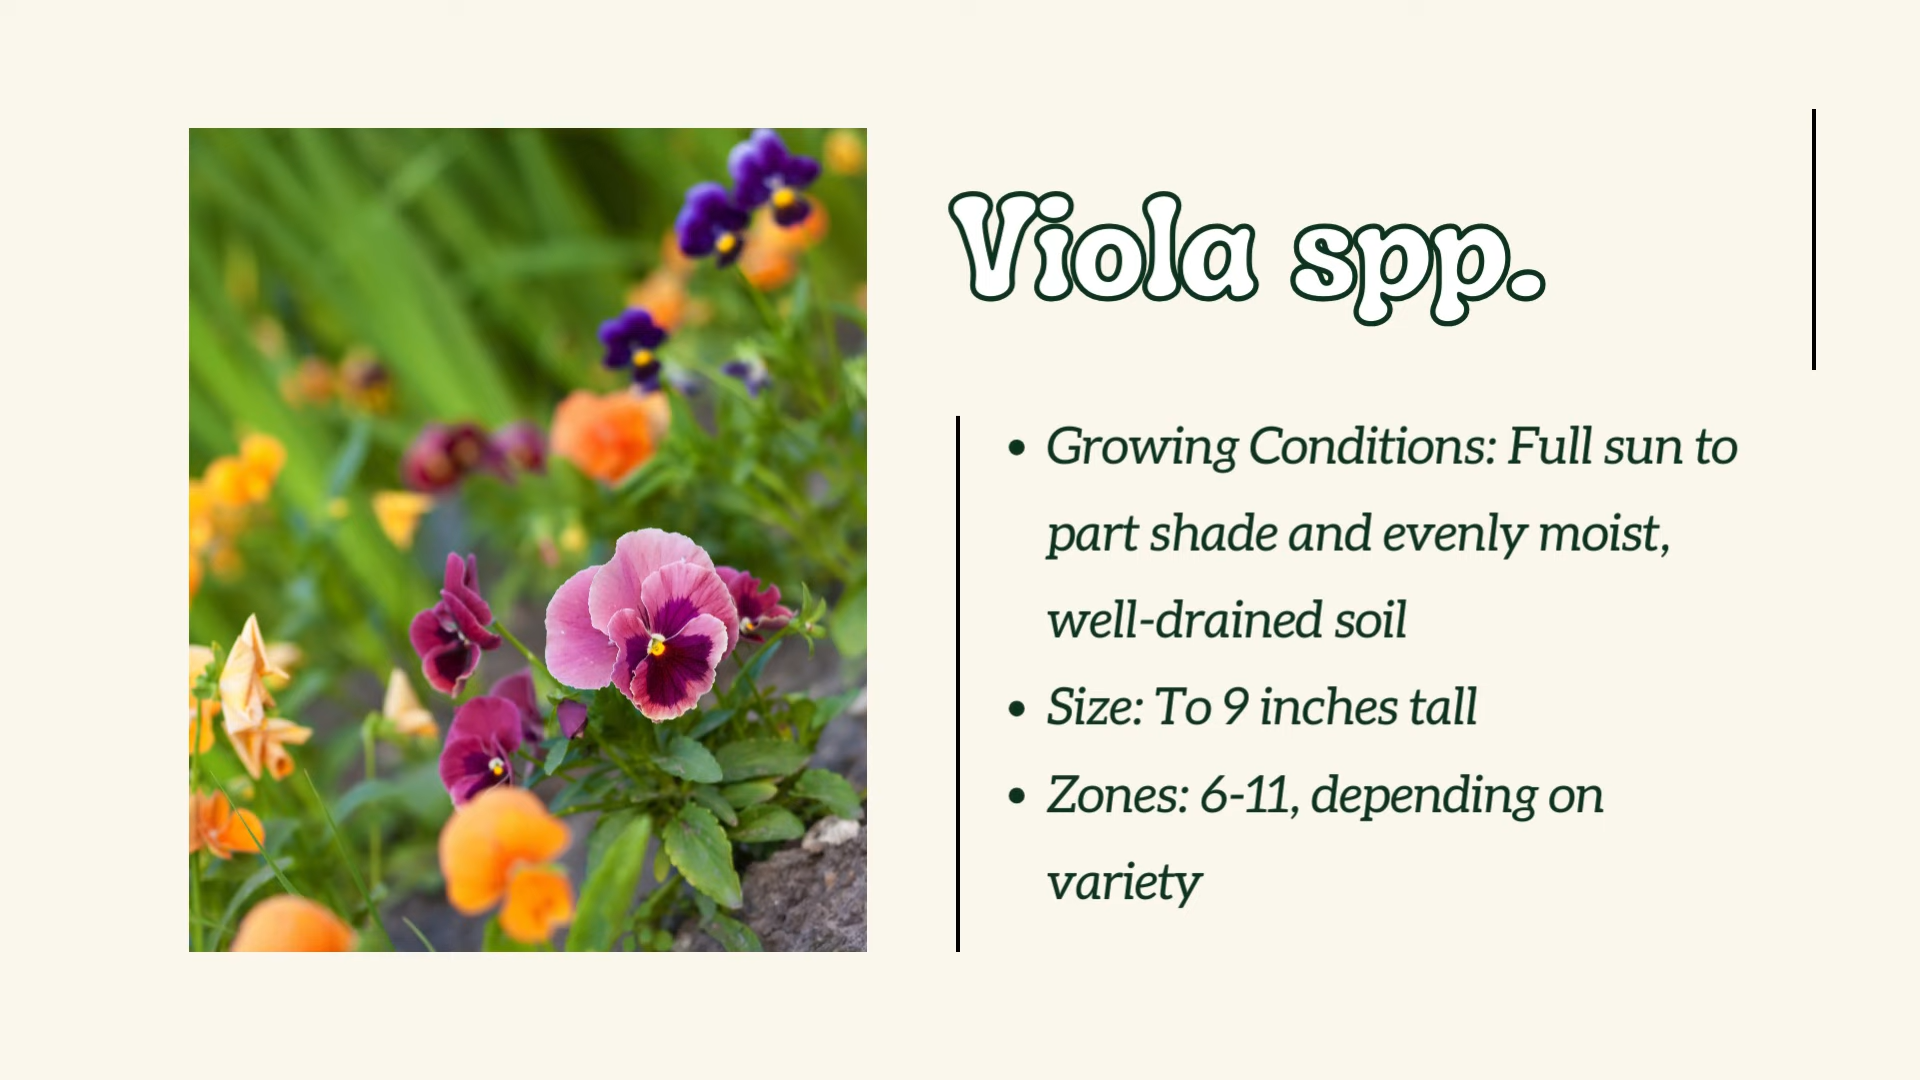 Viola spp.
• Growing Conditions: Full sun to
part shade and evenly moist,
well-drained soil
• Size: To 9 inches tall
• Zones: 6-11, depending on
variety